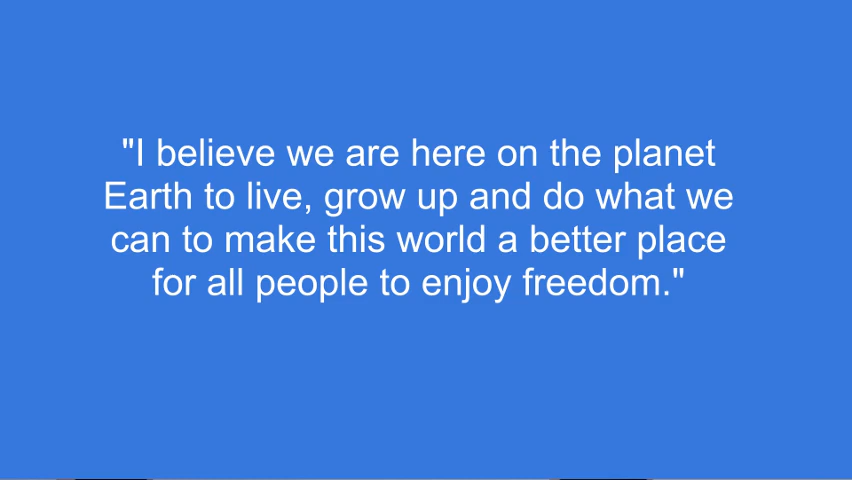 "I believe we are here on the planet
Earth to live, grow up and do what we
can to make this world a better place
for all people to enjoy freedom."